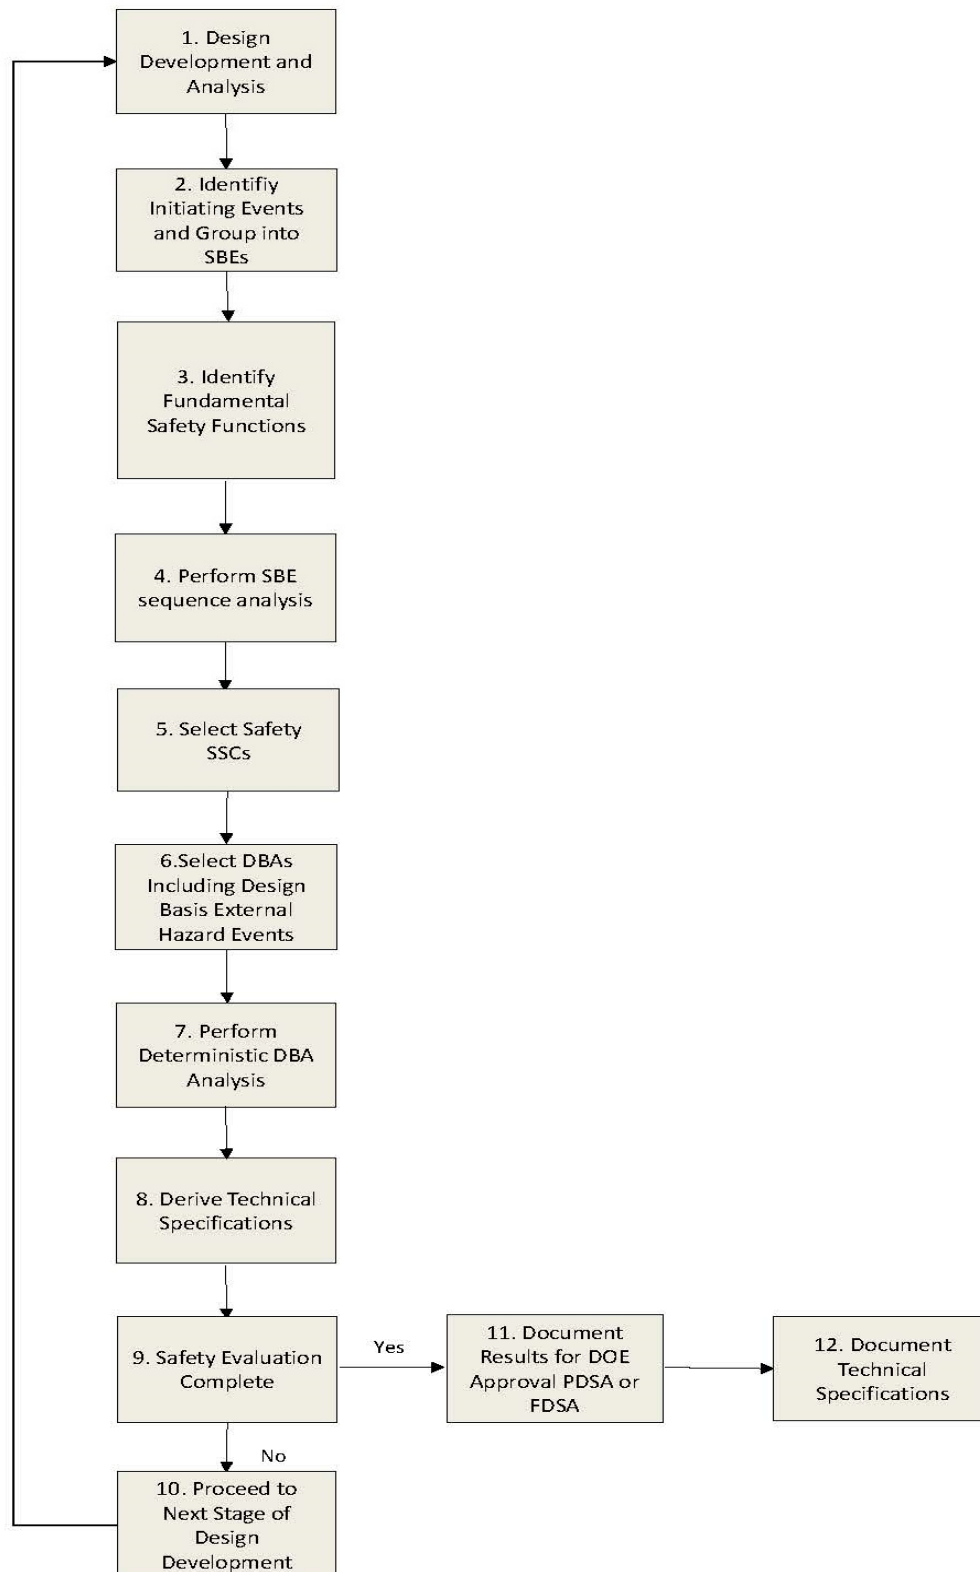 1. Design
Development and
Analysis
2. Identifiy
Initiating Events
and Group into
SBEs
3. Identify
Fundamental
Safety Functions
4. Perform SBE
sequence analysis
5. Select Safety
SSCs
6.Select DBAs
Including Design
Basis External
Hazard Events
7. Perform
Deterministic DBA
Analysis
8. Derive Technical
Specifications
9. Safety Evaluation
Complete
Yes
11. Document
Results for DOE
Approval PDSA or
FDSA
12. Document
Technical
Specifications
No
10. Proceed to
Next Stage of
Design
Development